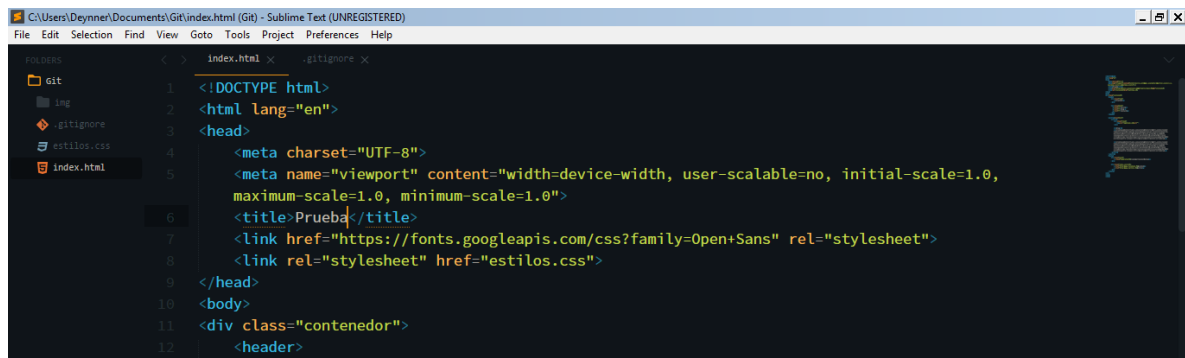 C:\Users\Deynner\Documents\Git\index.html (Git) - Sublime Text (UNREGISTERED)
File Edit Selection Find View Goto Tools Project Preferences Help
FOLDERS
Git
img
.gitignore
estilos.css
index.html
index.html × .gitignore ×
1 <!DOCTYPE html>
2 <html lang="en">
3 <head>
4 <meta charset="UTF-8">
5 <meta name="viewport" content="width=device-width, user-scalable=no, initial-scale=1.0,
maximum-scale=1.0, minimum-scale=1.0">
6 <title>Prueba</title>
7 <link href="https://fonts.googleapis.com/css?family=Open+Sans" rel="stylesheet">
8 <link rel="stylesheet" href="estilos.css">
9 </head>
10 <body>
11 <div class="contenedor">
12 <header>